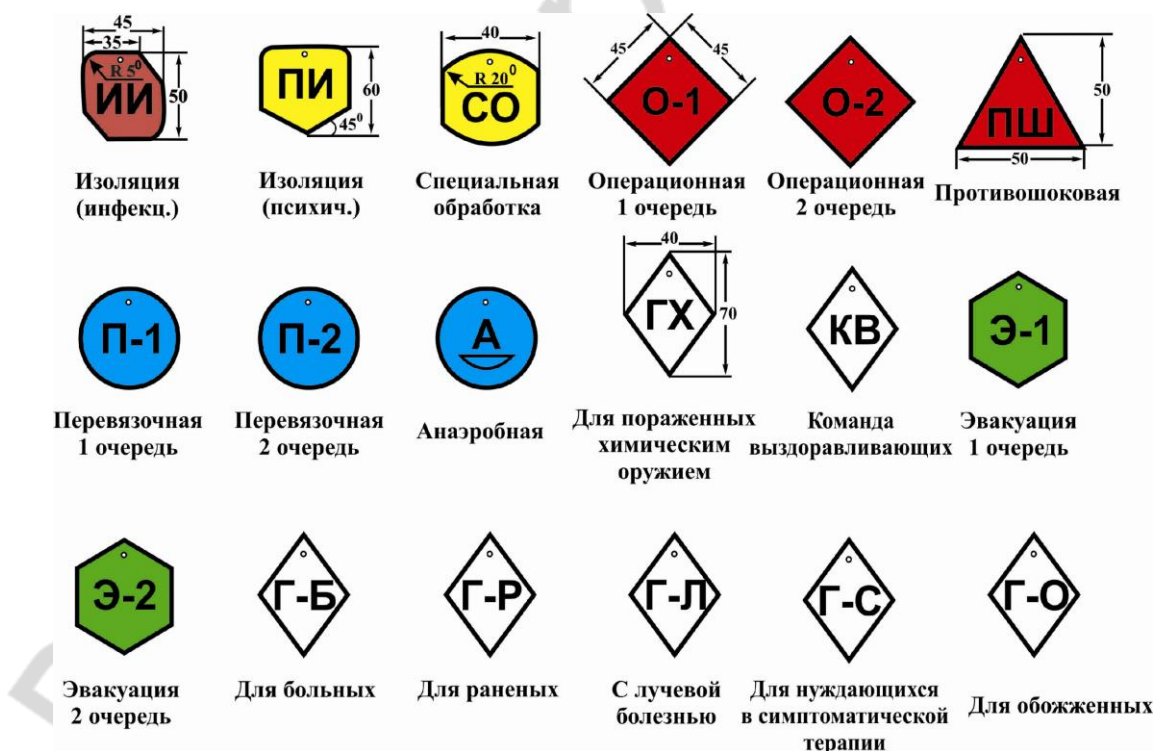 45
35
R 5⁰
ИИ
50
Изоляция
(инфекц.)
ПИ
60
45⁰
Изоляция
(психич.)
40
R 20⁰
СО
Специальная
обработка
45
45
О-1
Операционная
1 очередь
О-2
Операционная
2 очередь
ПШ
50
50
Противошоковая
П-1
Перевязочная
1 очередь
П-2
Перевязочная
2 очередь
А
Анаэробная
40
ГХ
70
Для пораженных
химическим
оружием
КВ
Команда
выздоравливающих
Э-1
Эвакуация
1 очередь
Э-2
Эвакуация
2 очередь
Г-Б
Для больных
Г-Р
Для раненых
Г-Л
С лучевой
болезнью
Г-С
Для нуждающихся
в симптоматической
терапии
Г-О
Для обожженных